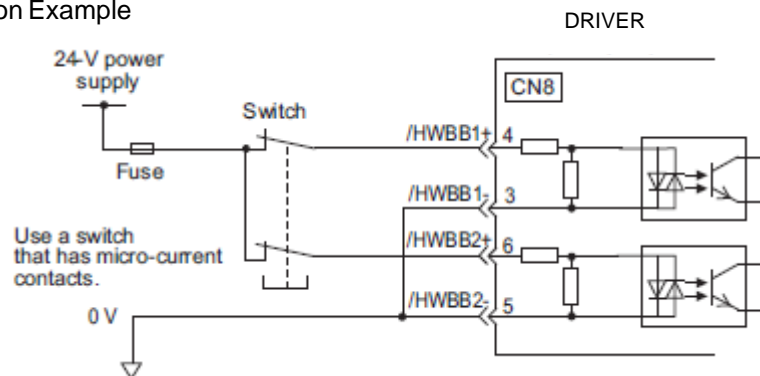 on Example
DRIVER
24-V power
supply
CN8
Switch
/HWBB1+ 4
Fuse
/HWBB1- 3
Use a switch
that has micro-current
contacts.
/HWBB2+ 6
0 V
/HWBB2- 5